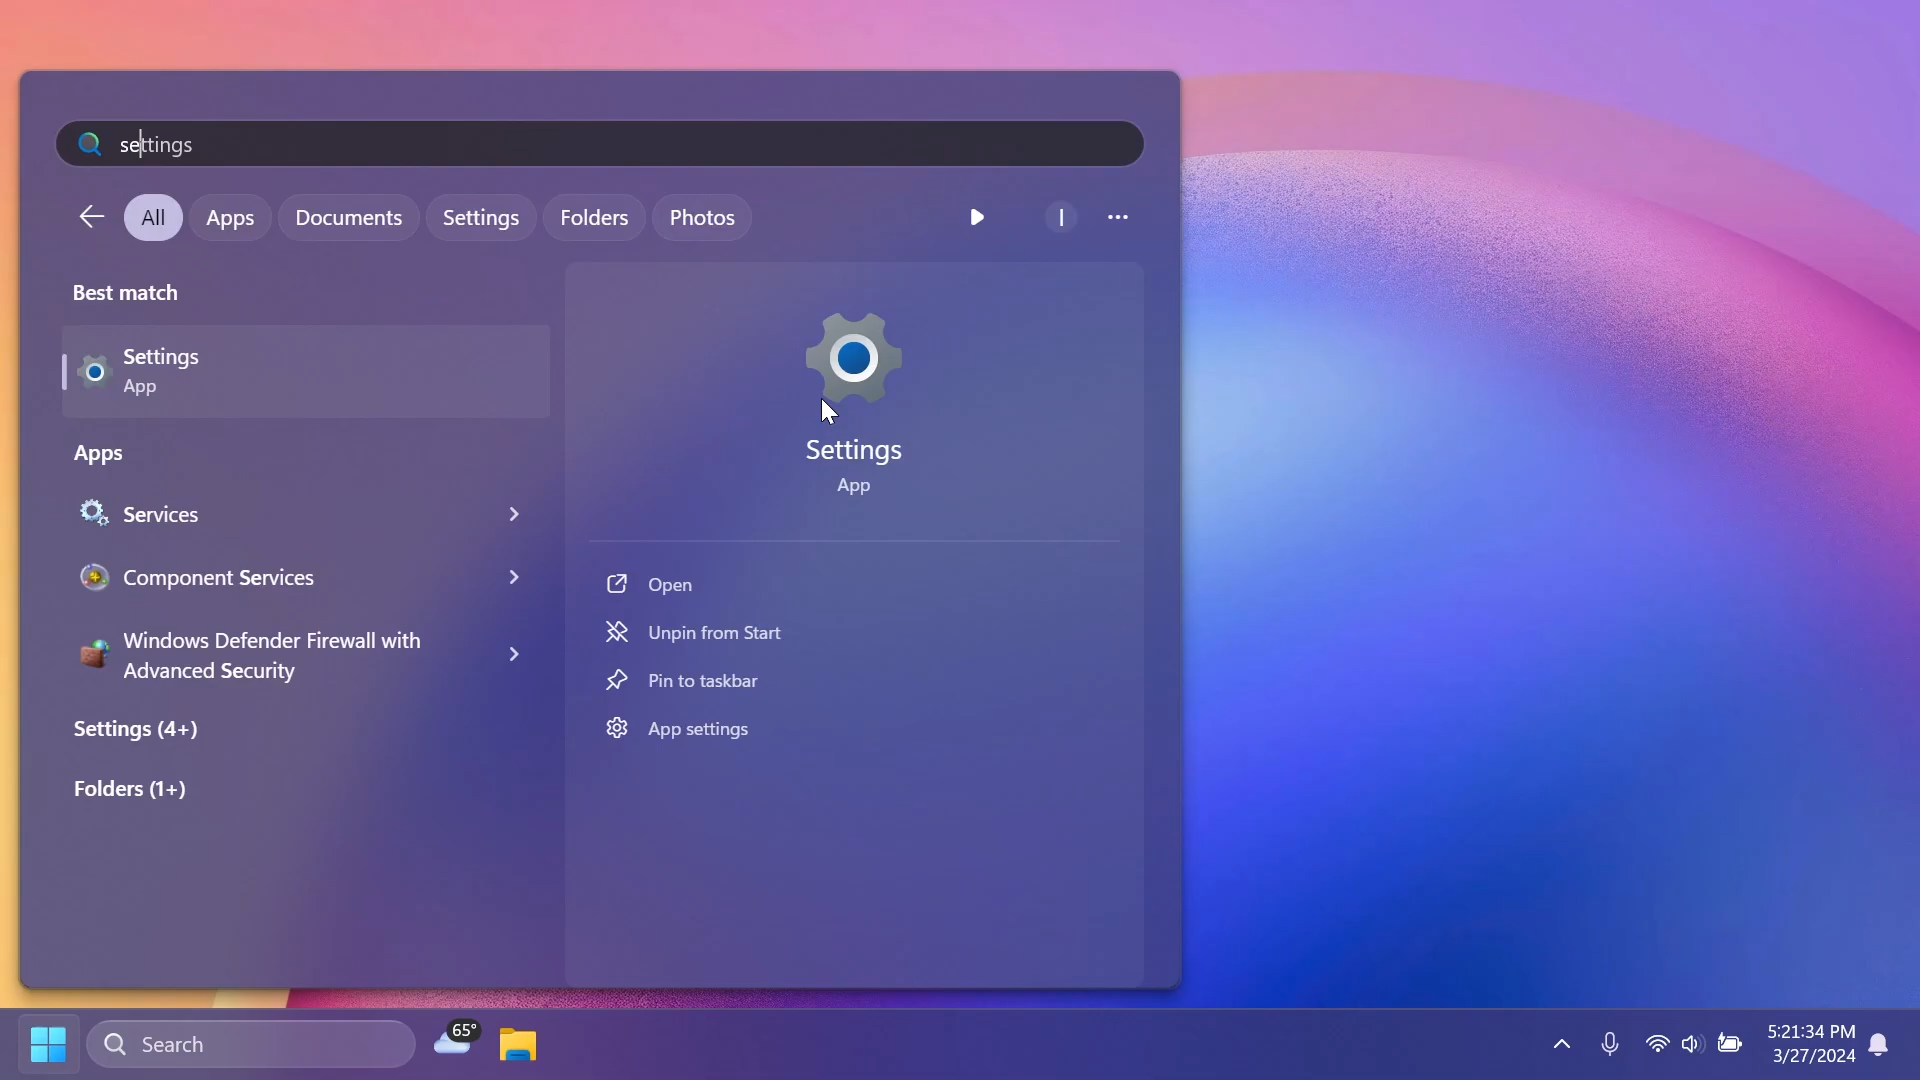 settings
All
Apps
Documents
Settings
Folders
Photos
Best match
Settings
App
Apps
Services
Component Services
Windows Defender Firewall with
Advanced Security
Settings (4+)
Folders (1+)
Settings
App
Open
Unpin from Start
Pin to taskbar
App settings
Search
65°
5:21:34 PM
3/27/2024